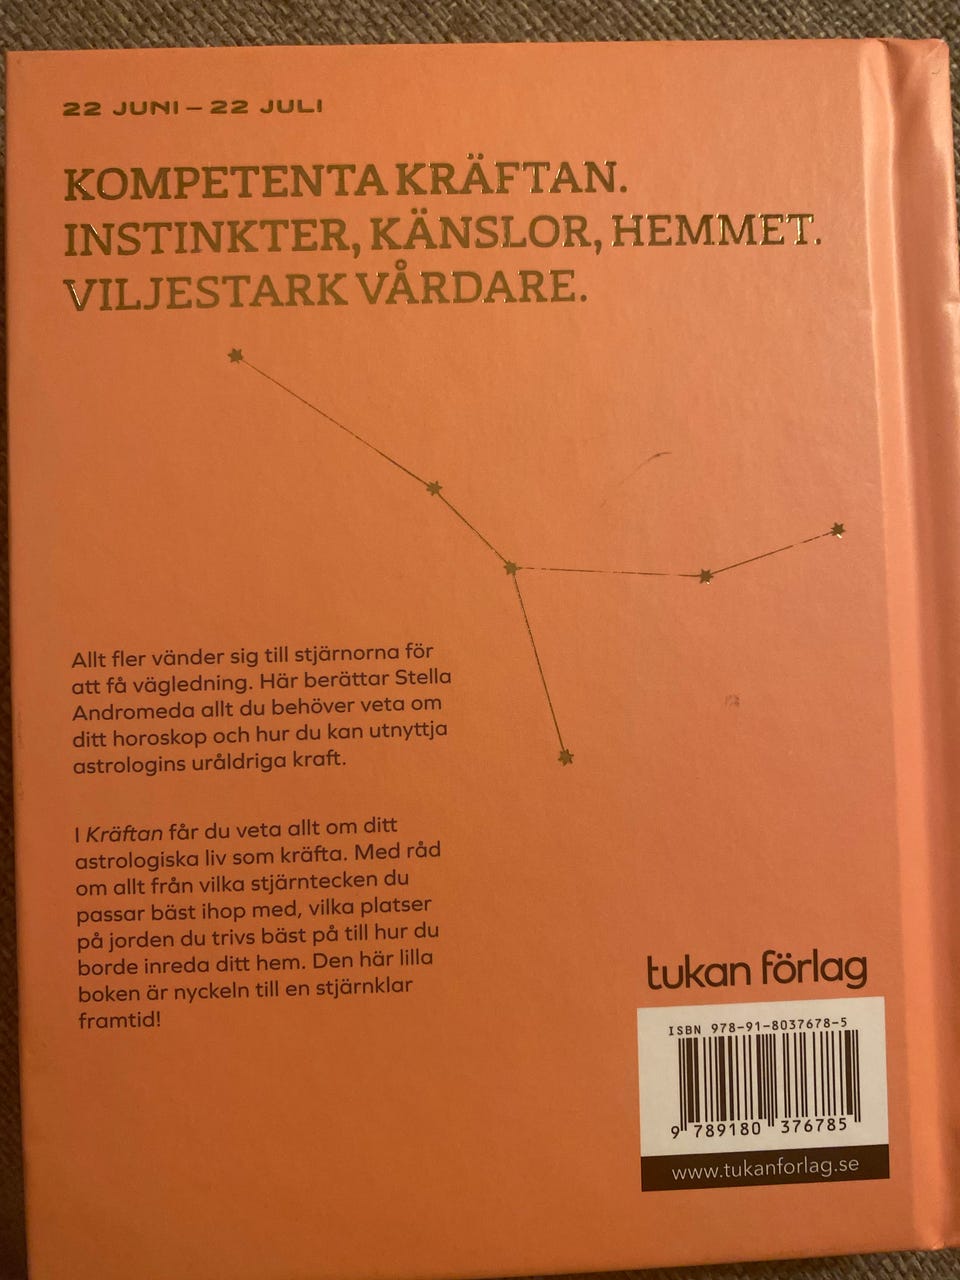 22 JUNI – 22 JULI
KOMPETENTA KRÄFTAN.
INSTINKTER, KÄNSLOR, HEMMET.
VILJESTARK VÅRDARE.
Allt fler vänder sig till stjärnorna för
att få vägledning. Här berättar Stella
Andromeda allt du behöver veta om
ditt horoskop och hur du kan utnyttja
astrologins uråldriga kraft.
I Kräftan får du veta allt om ditt
astrologiska liv som kräfta. Med råd
om allt från vilka stjärntecken du
passar bäst ihop med, vilka platser
på jorden du trivs bäst på till hur du
borde inreda ditt hem. Den här lilla
boken är nyckeln till en stjärnklar
framtid!
tukan förlag
ISBN 978-91-8037678-5
9 789180 376785
www.tukanforlag.se